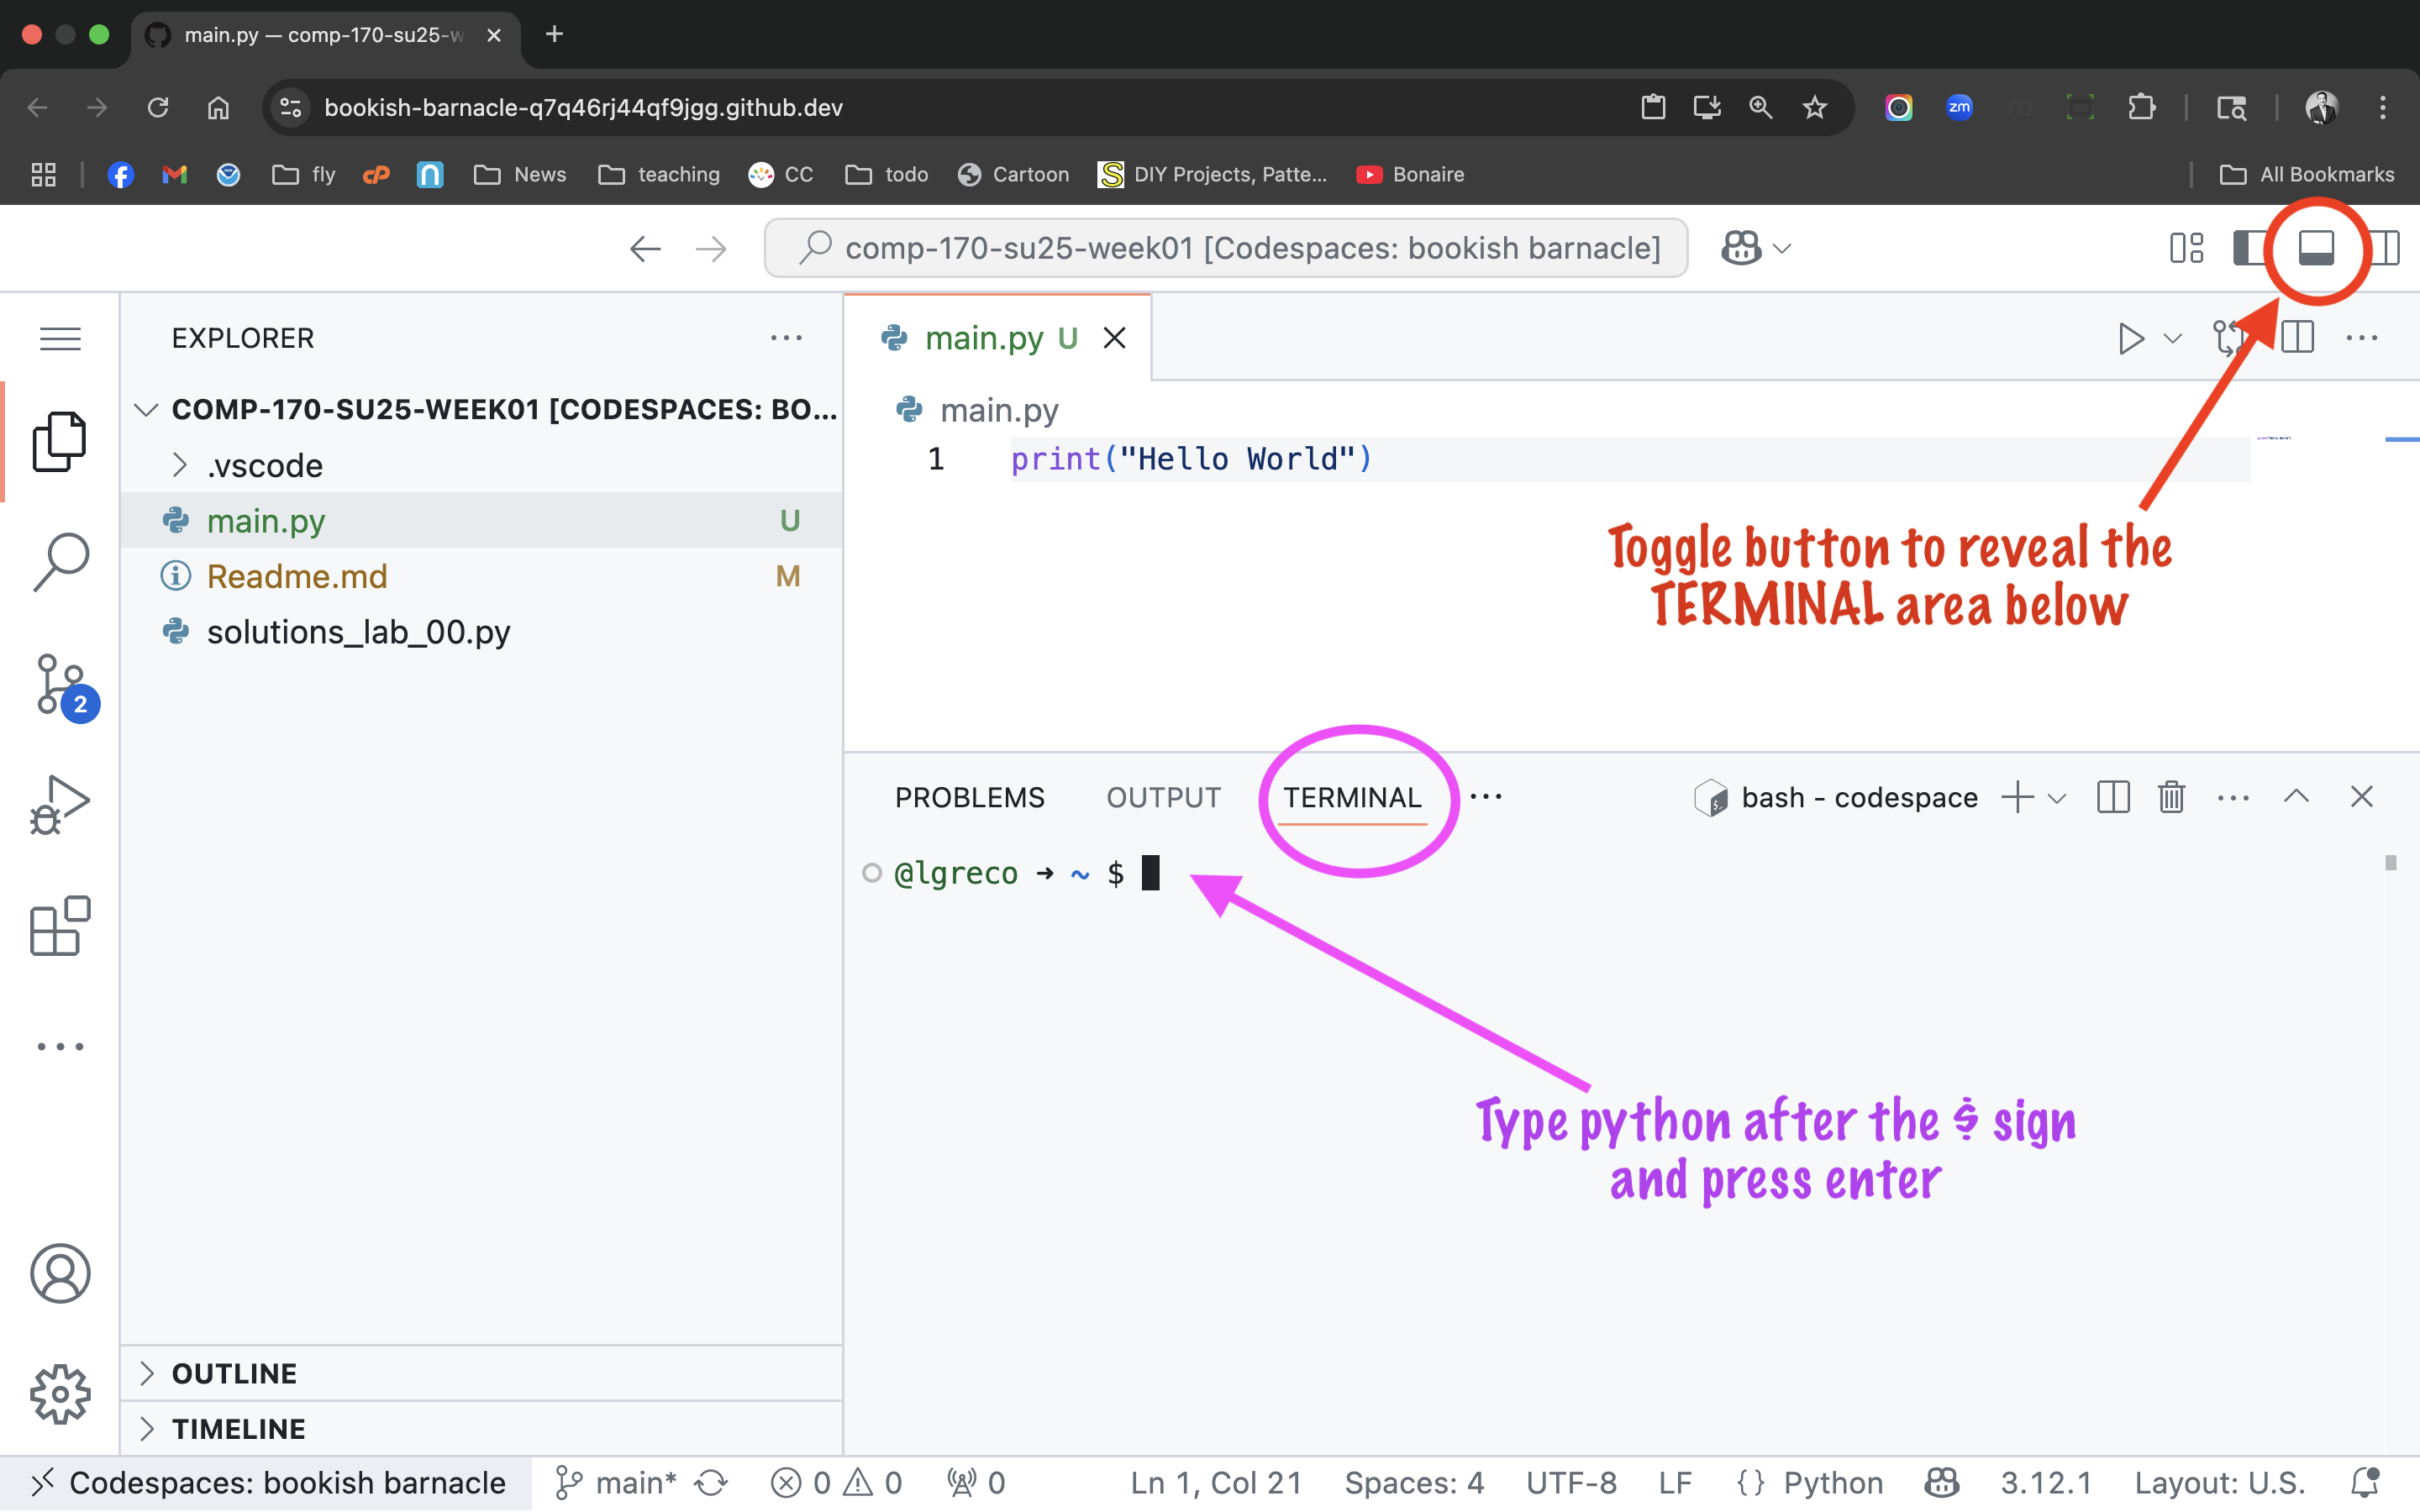 main.py — comp-170-su25-w
bookish-barnacle-q7q46rj44qf9jgg.github.dev
zm
fly
News
teaching
CC
todo
Cartoon
DIY Projects, Patte...
Bonaire
All Bookmarks
comp-170-su25-week01 [Codespaces: bookish barnacle]
EXPLORER
COMP-170-SU25-WEEK01 [CODESPACES: BO...
.vscode
main.py U
Readme.md M
solutions_lab_00.py
2
OUTLINE
TIMELINE
main.py U
main.py
1 print("Hello World")
Toggle button to reveal the
TERMINAL area below
PROBLEMS OUTPUT TERMINAL ... bash - codespace
@lgreco ➜ ~ $
Type python after the $ sign
and press enter
Codespaces: bookish barnacle main* 0 0 0 Ln 1, Col 21 Spaces: 4 UTF-8 LF {} Python 3.12.1 Layout: U.S.